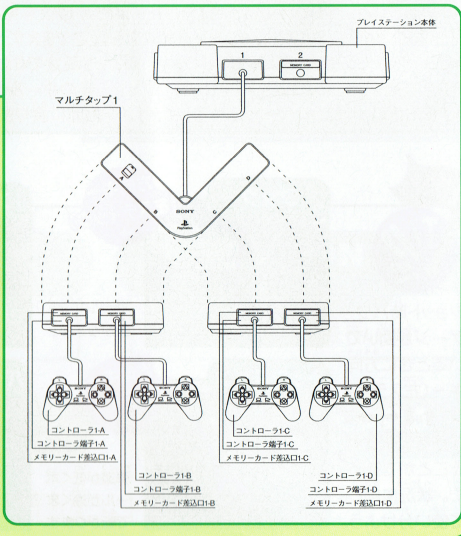 プレイステーション本体
1
2
MEMORY CARD
マルチタップ1
SONY
PlayStation
MEMORY CARD
MEMORY CARD
MEMORY CARD
MEMORY CARD
SONY
SONY
SONY
SONY
コントローラ1-A
コントローラ端子1-A
メモリーカード差込口1-A
コントローラ1-B
コントローラ端子1-B
メモリーカード差込口1-B
コントローラ1-C
コントローラ端子1-C
メモリーカード差込口1-C
コントローラ1-D
コントローラ端子1-D
メモリーカード差込口1-D